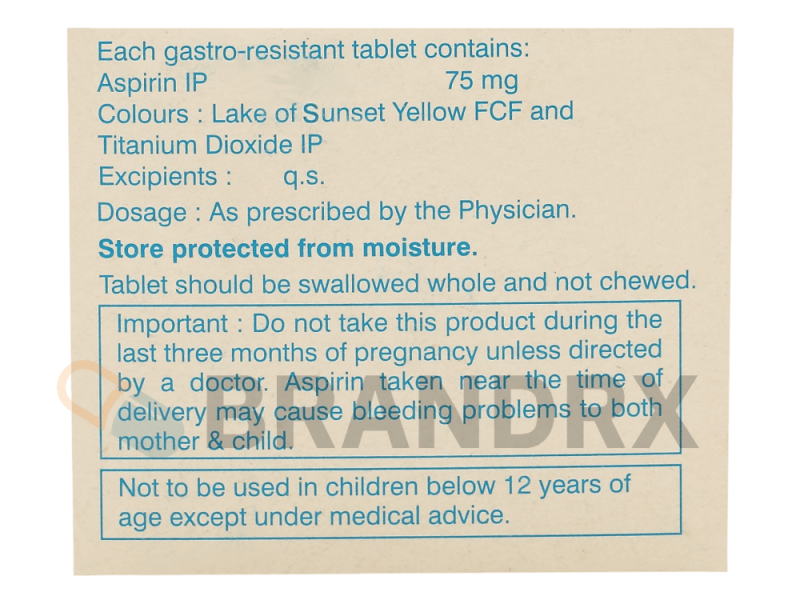 Each gastro-resistant tablet contains:
Aspirin IP 75 mg
Colours : Lake of Sunset Yellow FCF and
Titanium Dioxide IP
Excipients : q.s.
Dosage : As prescribed by the Physician.
Store protected from moisture.
Tablet should be swallowed whole and not chewed.
Important : Do not take this product during the
last three months of pregnancy unless directed
by a doctor. Aspirin taken near the time of
delivery may cause bleeding problems to both
mother & child.
BRANDRX
Not to be used in children below 12 years of
age except under medical advice.